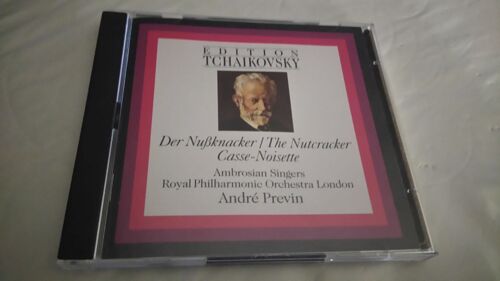 EDITION
TCHAIKOVSKY
Der Nußknacker / The Nutcracker
Casse-Noisette
Ambrosian Singers
Royal Philharmonic Orchestra London
André Previn